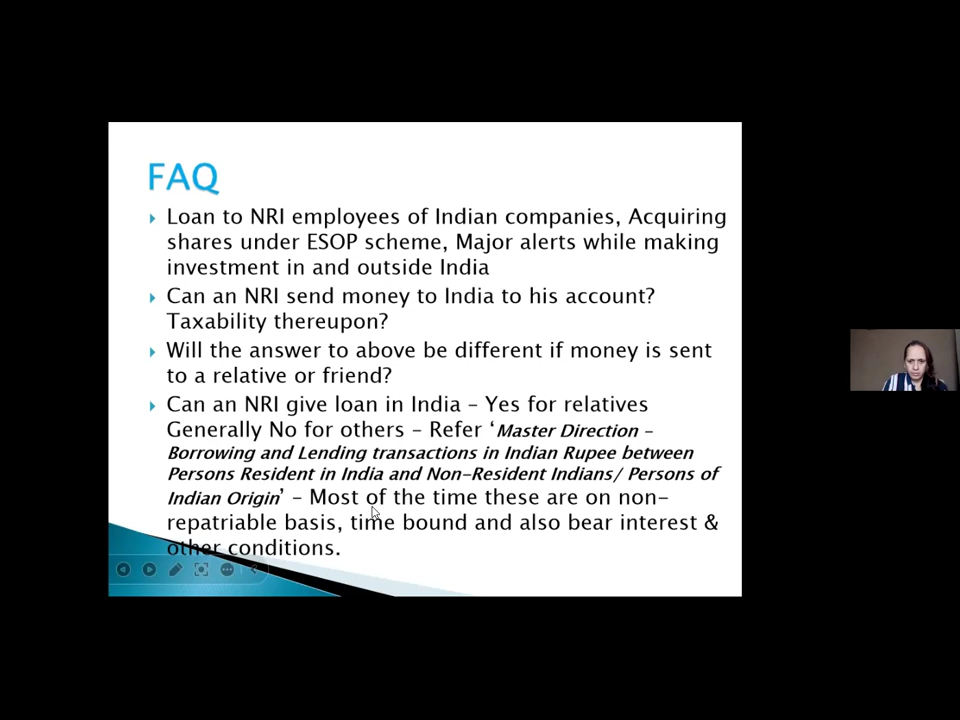 FAQ
Loan to NRI employees of Indian companies, Acquiring
shares under ESOP scheme, Major alerts while making
investment in and outside India
Can an NRI send money to India to his account?
Taxability thereupon?
Will the answer to above be different if money is sent
to a relative or friend?
Can an NRI give loan in India – Yes for relatives
Generally No for others – Refer ‘Master Direction –
Borrowing and Lending transactions in Indian Rupee between
Persons Resident in India and Non-Resident Indians/ Persons of
Indian Origin’ – Most of the time these are on non-
repatriable basis, time bound and also bear interest &
other conditions.